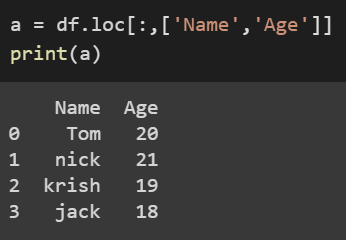 a = df.loc[:,['Name','Age']]
print(a)
    Name  Age
0    Tom   20
1   nick   21
2  krish   19
3   jack   18